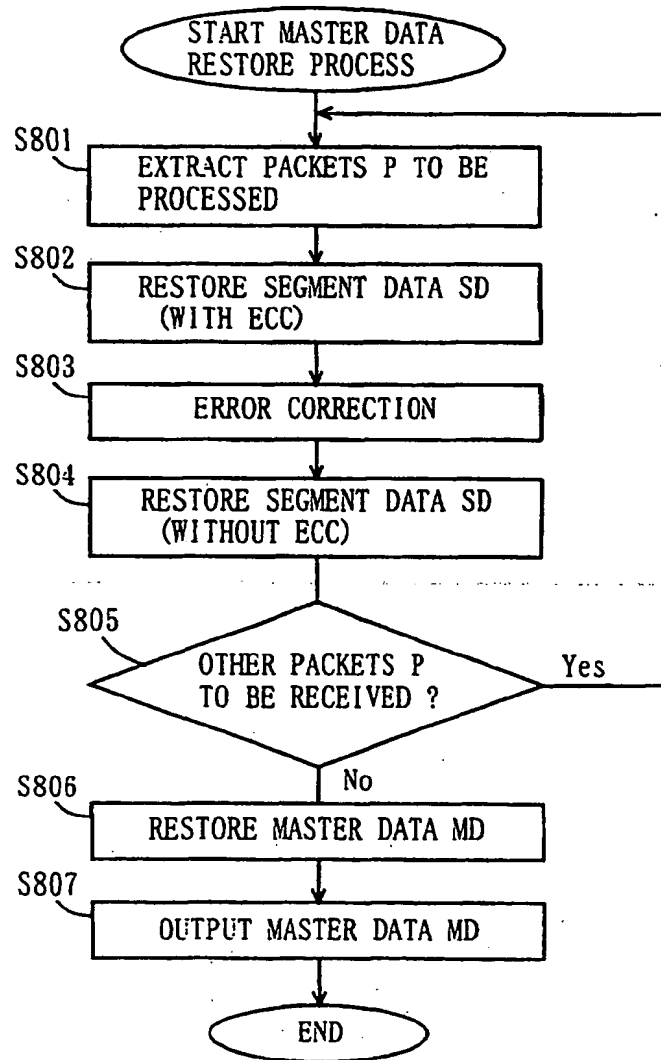 START MASTER DATA
RESTORE PROCESS
S801
EXTRACT PACKETS P TO BE
PROCESSED
S802
RESTORE SEGMENT DATA SD
(WITH ECC)
S803
ERROR CORRECTION
S804
RESTORE SEGMENT DATA SD
(WITHOUT ECC)
S805
OTHER PACKETS P
TO BE RECEIVED ?
Yes
No
S806
RESTORE MASTER DATA MD
S807
OUTPUT MASTER DATA MD
END